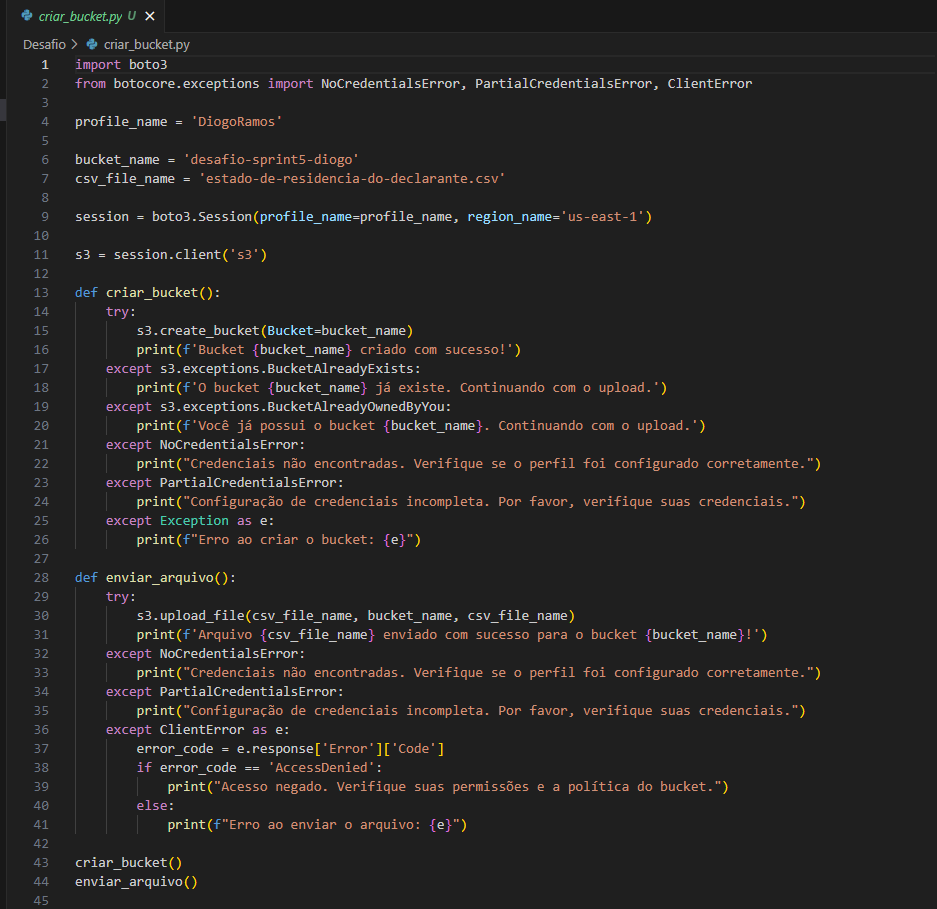 criar_bucket.py U
Desafio > criar_bucket.py
1 import boto3
2 from botocore.exceptions import NoCredentialsError, PartialCredentialsError, ClientError
3
4 profile_name = 'DiogoRamos'
5
6 bucket_name = 'desafio-sprint5-diogo'
7 csv_file_name = 'estado-de-residencia-do-declarante.csv'
8
9 session = boto3.Session(profile_name=profile_name, region_name='us-east-1')
10
11 s3 = session.client('s3')
12
13 def criar_bucket():
14     try:
15         s3.create_bucket(Bucket=bucket_name)
16         print(f'Bucket {bucket_name} criado com sucesso!')
17     except s3.exceptions.BucketAlreadyExists:
18         print(f'O bucket {bucket_name} já existe. Continuando com o upload.')
19     except s3.exceptions.BucketAlreadyOwnedByYou:
20         print(f'Você já possui o bucket {bucket_name}. Continuando com o upload.')
21     except NoCredentialsError:
22         print("Credenciais não encontradas. Verifique se o perfil foi configurado corretamente.")
23     except PartialCredentialsError:
24         print("Configuração de credenciais incompleta. Por favor, verifique suas credenciais.")
25     except Exception as e:
26         print(f"Erro ao criar o bucket: {e}")
27
28 def enviar_arquivo():
29     try:
30         s3.upload_file(csv_file_name, bucket_name, csv_file_name)
31         print(f'Arquivo {csv_file_name} enviado com sucesso para o bucket {bucket_name}!')
32     except NoCredentialsError:
33         print("Credenciais não encontradas. Verifique se o perfil foi configurado corretamente.")
34     except PartialCredentialsError:
35         print("Configuração de credenciais incompleta. Por favor, verifique suas credenciais.")
36     except ClientError as e:
37         error_code = e.response['Error']['Code']
38         if error_code == 'AccessDenied':
39             print("Acesso negado. Verifique suas permissões e a política do bucket.")
40         else:
41             print(f"Erro ao enviar o arquivo: {e}")
42
43 criar_bucket()
44 enviar_arquivo()
45